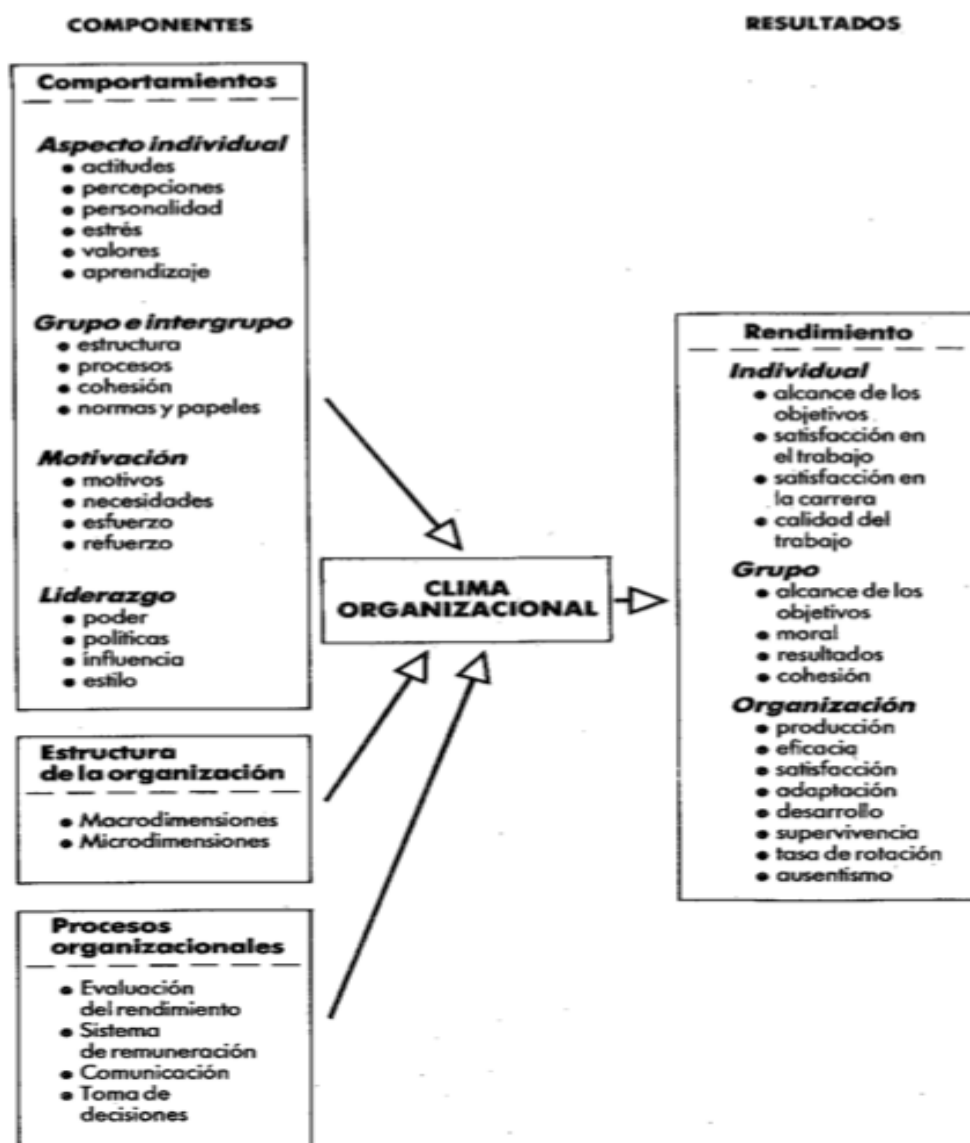 COMPONENTES
Comportamientos
Aspecto individual
• actitudes
• percepciones
• personalidad
• estrés
• valores
• aprendizaje
Grupo e intergrupo
• estructura
• procesos
• cohesión
• normas y papeles
Motivación
• motivos
• necesidades
• esfuerzo
• refuerzo
Liderazgo
• poder
• políticas
• influencia
• estilo
Estructura
de la organización
• Macrodimensiones
• Microdimensiones
Procesos
organizacionales
• Evaluación
del rendimiento
• Sistema
de remuneración
• Comunicación
• Toma de
decisiones
CLIMA
ORGANIZACIONAL
RESULTADOS
Rendimiento
Individual
• alcance de los
objetivos
• satisfacción en
el trabajo
• satisfacción en
la carrera
• calidad del
trabajo
Grupo
• alcance de los
objetivos
• moral
• resultados
• cohesión
Organización
• producción
• eficacia
• satisfacción
• adaptación
• desarrollo
• supervivencia
• tasa de rotación
• ausentismo